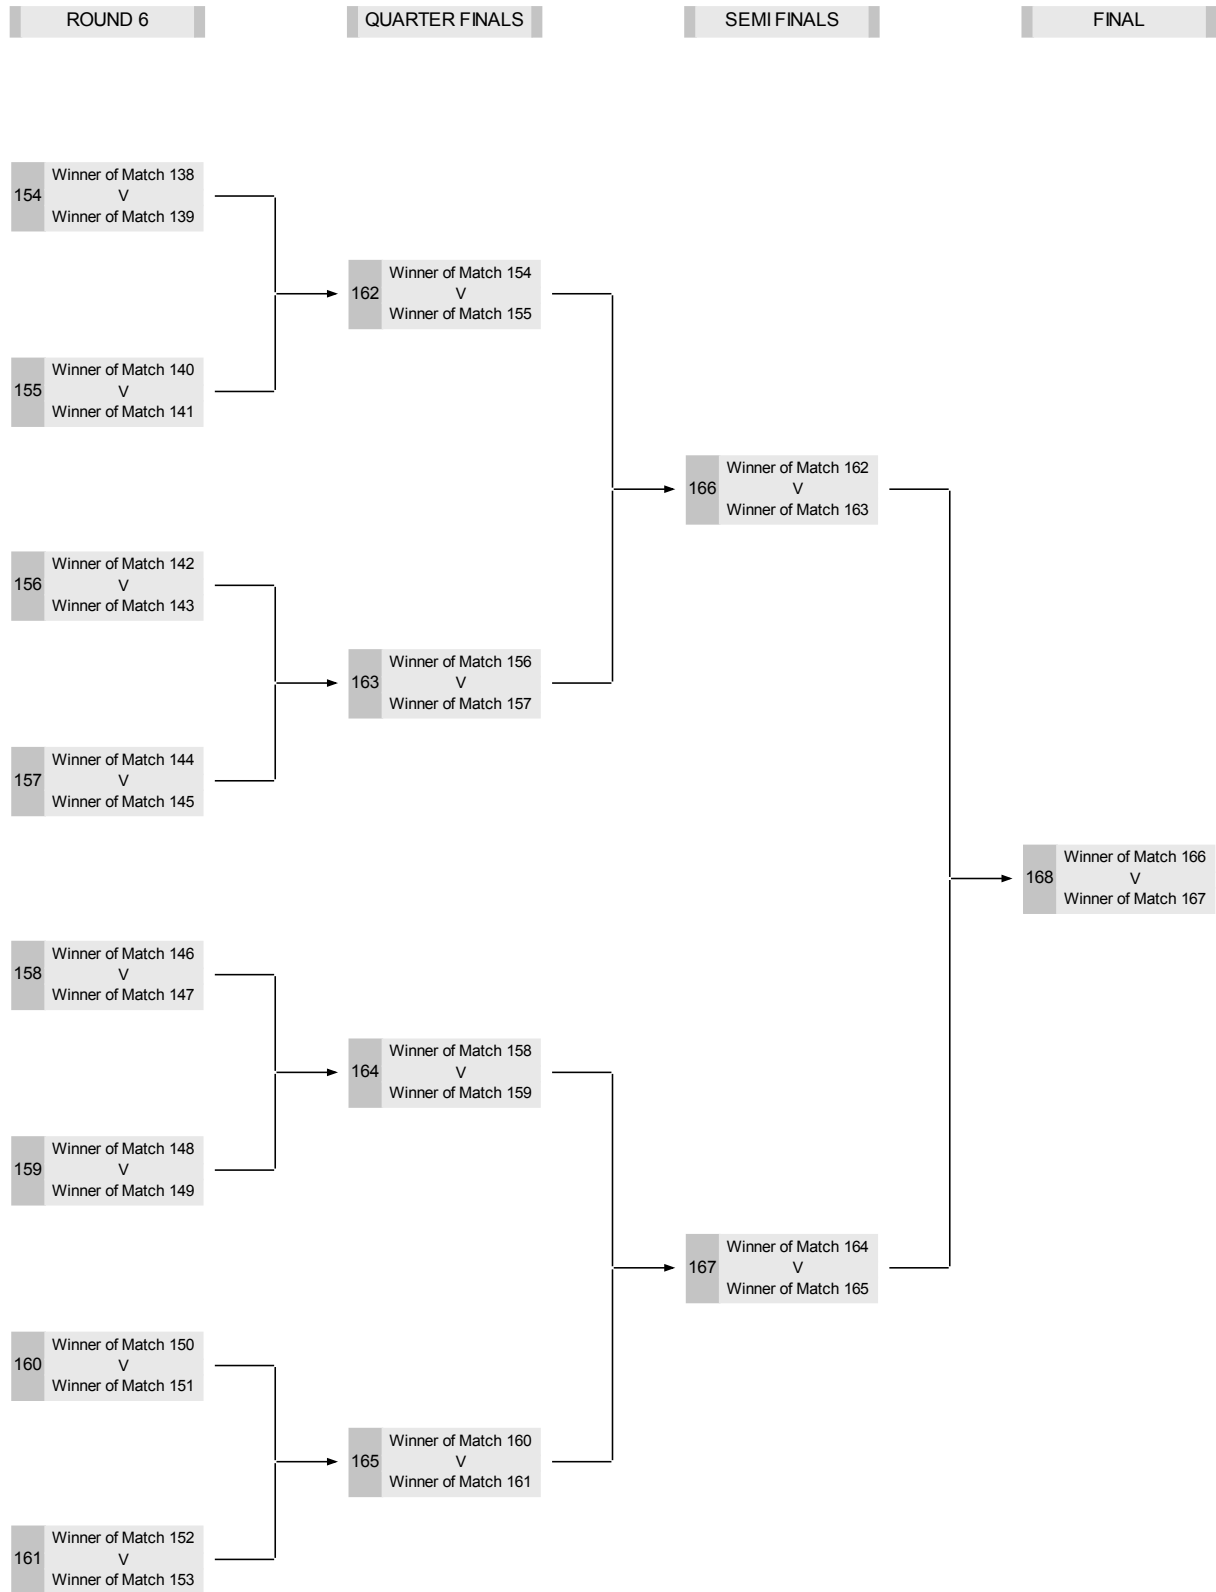 ROUND 6
QUARTER FINALS
SEMI FINALS
FINAL
154
Winner of Match 138
V
Winner of Match 139
155
Winner of Match 140
V
Winner of Match 141
156
Winner of Match 142
V
Winner of Match 143
157
Winner of Match 144
V
Winner of Match 145
158
Winner of Match 146
V
Winner of Match 147
159
Winner of Match 148
V
Winner of Match 149
160
Winner of Match 150
V
Winner of Match 151
161
Winner of Match 152
V
Winner of Match 153
162
Winner of Match 154
V
Winner of Match 155
163
Winner of Match 156
V
Winner of Match 157
164
Winner of Match 158
V
Winner of Match 159
165
Winner of Match 160
V
Winner of Match 161
166
Winner of Match 162
V
Winner of Match 163
167
Winner of Match 164
V
Winner of Match 165
168
Winner of Match 166
V
Winner of Match 167